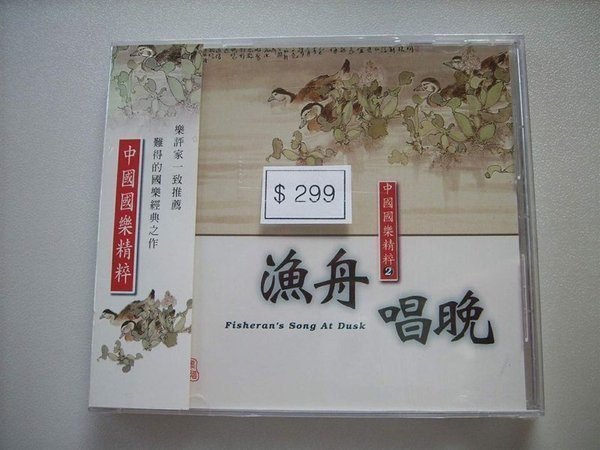 樂評家一致推薦
難得的國樂經典之作
中國國樂精粹
$ 299
中國國樂精粹2
漁舟
唱晚
Fisheran's Song At Dusk